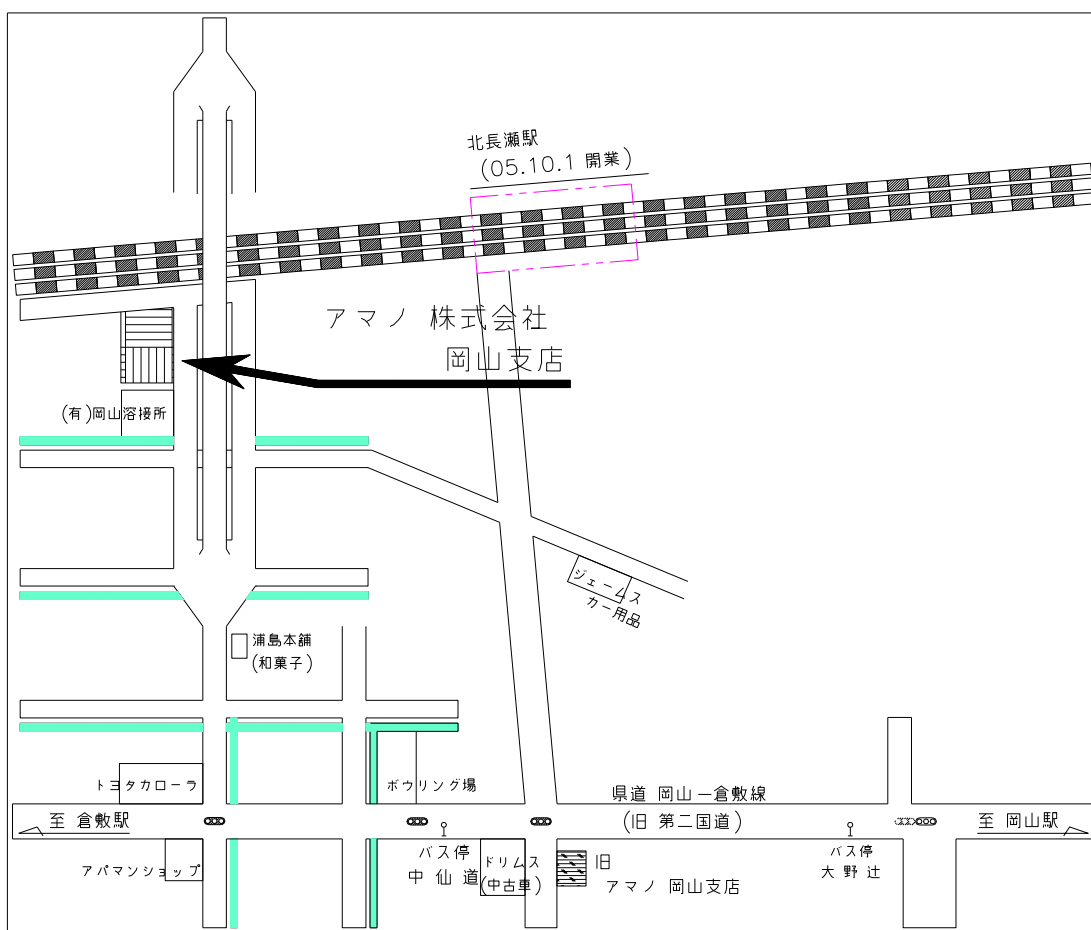 北長瀬駅
(05.10.1 開業)
アマノ 株式会社
岡山支店
(有)岡山溶接所
ジェームス
カー用品
浦島本舗
(和菓子)
トヨタカローラ
ボウリング場
県道 岡山ー倉敷線
(旧 第二国道)
至 倉敷駅
至 岡山駅
アパマンショップ
バス停
中 仙 道
ドリムス
(中古車)
旧
アマノ 岡山支店
バス停
大 野 辻